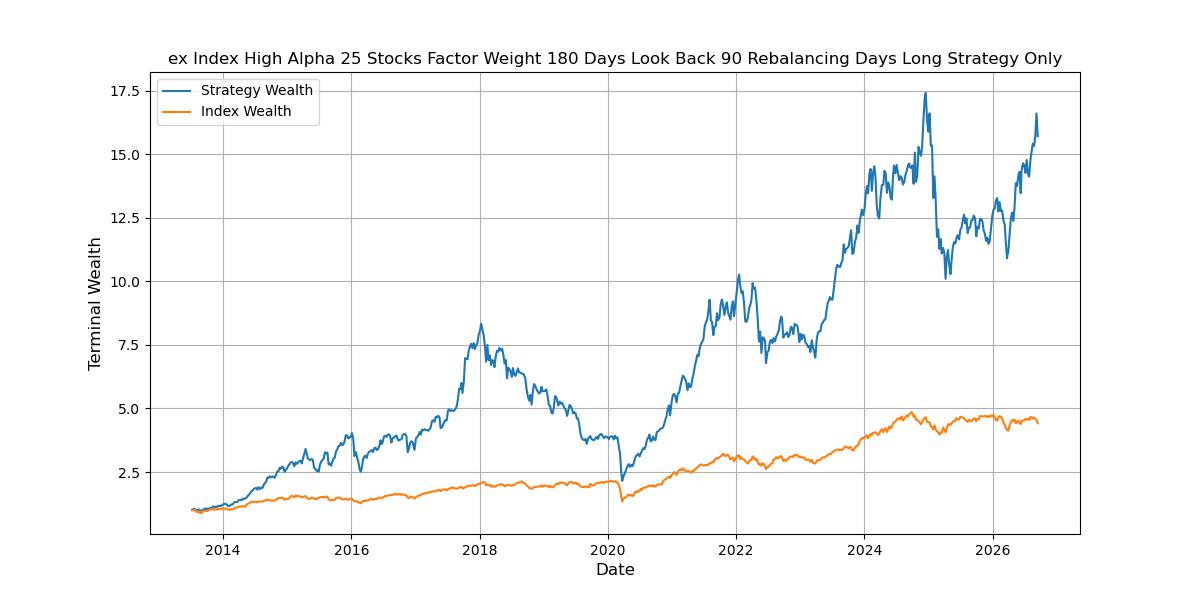 ex Index High Alpha 25 Stocks Factor Weight 180 Days Look Back 90 Rebalancing Days Long Strategy Only
Strategy Wealth
Index Wealth
Terminal Wealth
17.5
15.0
12.5
10.0
7.5
5.0
2.5
2014 2016 2018 2020 2022 2024 2026
Date